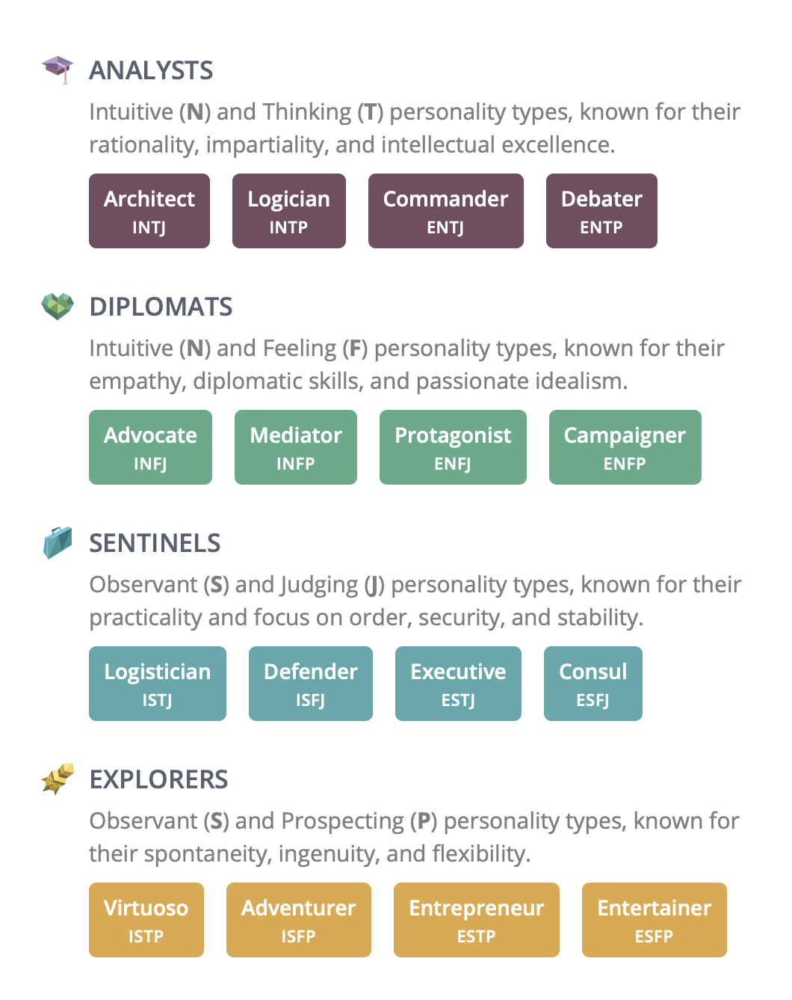 ANALYSTS
Intuitive (N) and Thinking (T) personality types, known for their
rationality, impartiality, and intellectual excellence.
Architect Logician Commander Debater
INTJ INTP ENTJ ENTP
DIPLOMATS
Intuitive (N) and Feeling (F) personality types, known for their
empathy, diplomatic skills, and passionate idealism.
Advocate Mediator Protagonist Campaigner
INFJ INFP ENFJ ENFP
SENTINELS
Observant (S) and Judging (J) personality types, known for their
practicality and focus on order, security, and stability.
Logistician Defender Executive Consul
ISTJ ISFJ ESTJ ESFJ
EXPLORERS
Observant (S) and Prospecting (P) personality types, known for
their spontaneity, ingenuity, and flexibility.
Virtuoso Adventurer Entrepreneur Entertainer
ISTP ISFP ESTP ESFP